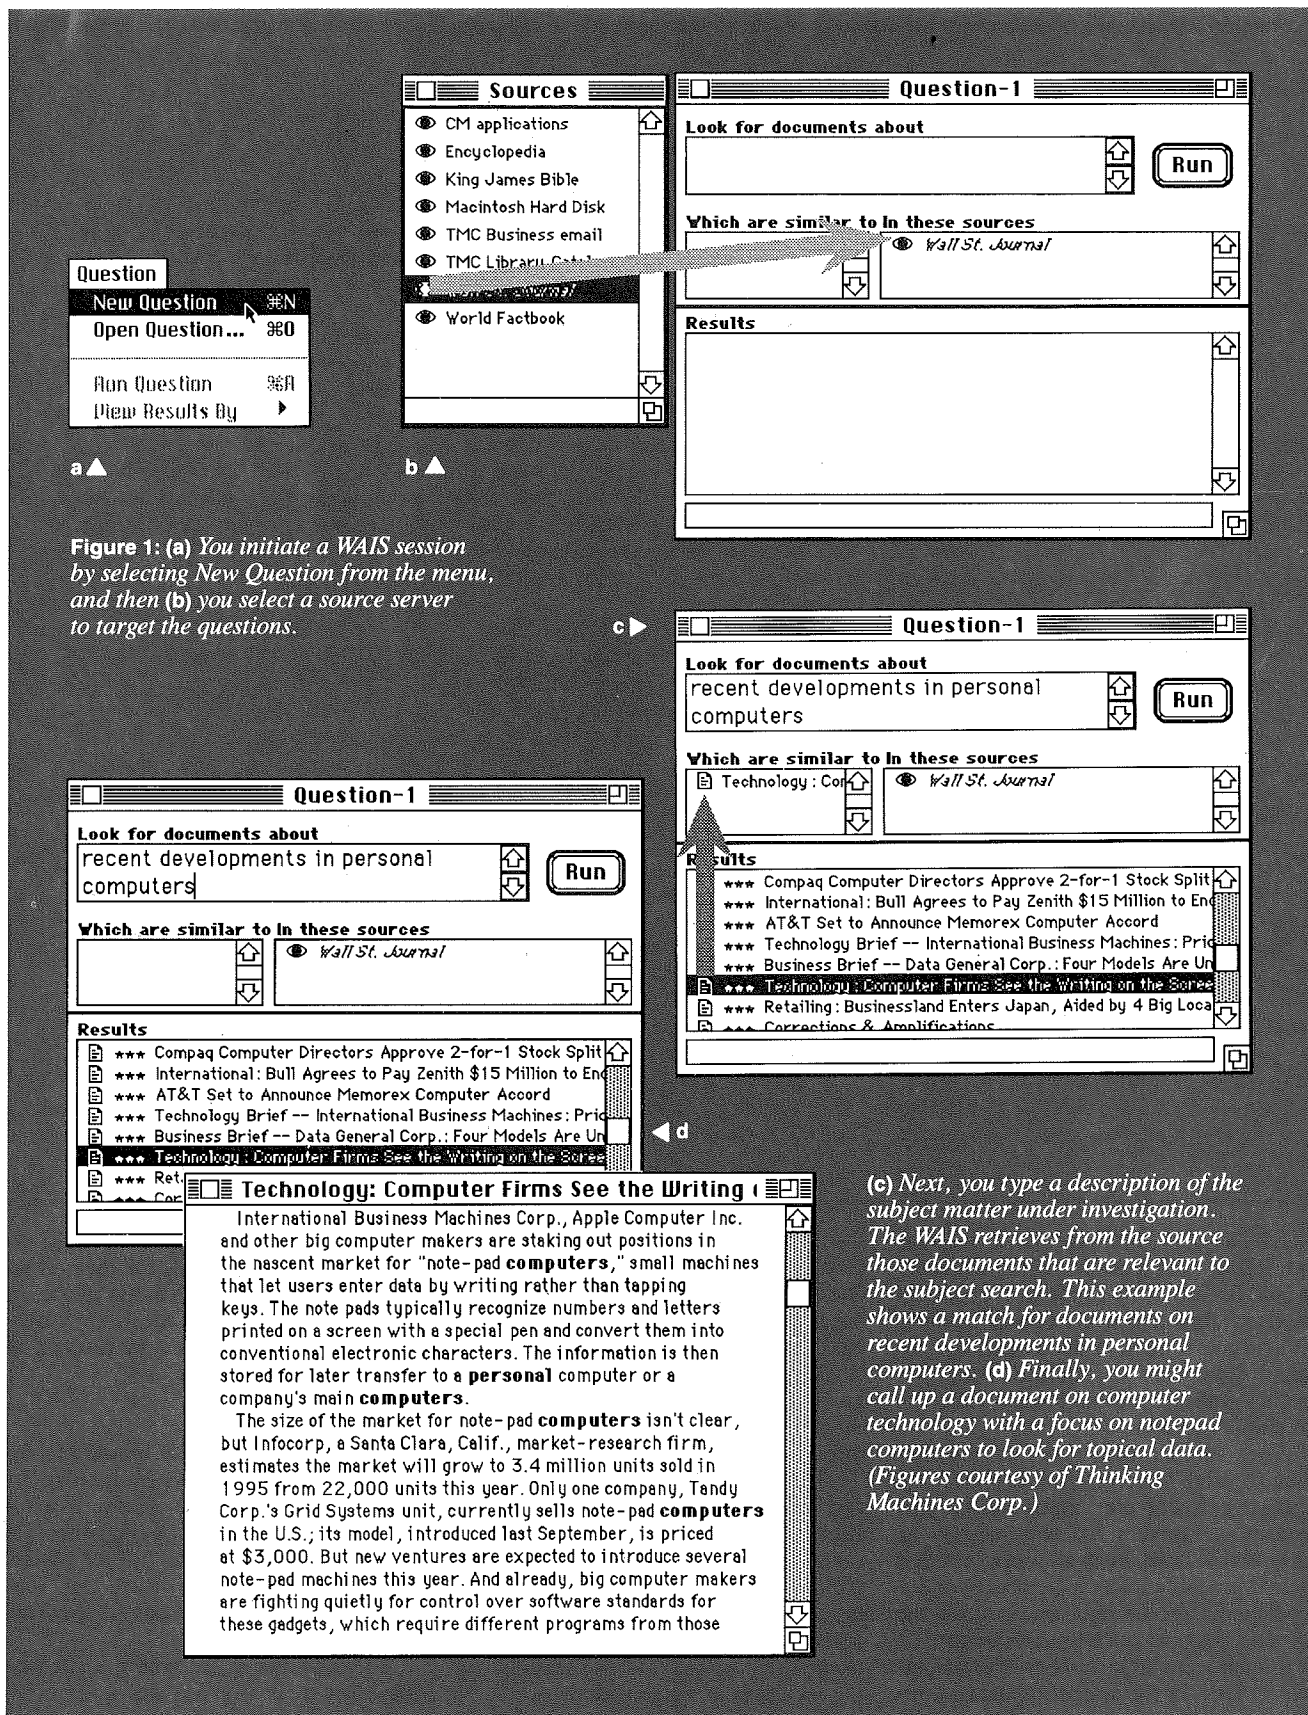 Question
New Question ⌘N
Open Question... ⌘O
Run Question ⌘R
View Results By
a
Sources
CM applications
Encyclopedia
King James Bible
Macintosh Hard Disk
TMC Business email
TMC Library
World Factbook
b
Question-1
Look for documents about
Run
Which are similar to In these sources
Wall St. Journal
Results
Figure 1: (a) You initiate a WAIS session
by selecting New Question from the menu,
and then (b) you select a source server
to target the questions.
c
Question-1
Look for documents about
recent developments in personal
computers
Run
Which are similar to In these sources
Technology : Cor
Wall St. Journal
Results
*** Compaq Computer Directors Approve 2-for-1 Stock Split
*** International: Bull Agrees to Pay Zenith $15 Million to End
*** AT&T Set to Announce Memorex Computer Accord
*** Technology Brief -- International Business Machines: Pric
*** Business Brief -- Data General Corp.: Four Models Are Un
*** Technology: Computer Firms See the Writing on the Scree
*** Retailing: Businessland Enters Japan, Aided by 4 Big Loca
*** Corrections & Amplifications
Question-1
Look for documents about
recent developments in personal
computers
Run
Which are similar to In these sources
Wall St. Journal
Results
*** Compaq Computer Directors Approve 2-for-1 Stock Split
*** International: Bull Agrees to Pay Zenith $15 Million to End
*** AT&T Set to Announce Memorex Computer Accord
*** Technology Brief -- International Business Machines: Pric
*** Business Brief -- Data General Corp.: Four Models Are Un
*** Technology: Computer Firms See the Writing on the Scree
*** Ret
*** Cor
d
Technology: Computer Firms See the Writing
International Business Machines Corp., Apple Computer Inc.
and other big computer makers are staking out positions in
the nascent market for "note-pad computers," small machines
that let users enter data by writing rather than tapping
keys. The note pads typically recognize numbers and letters
printed on a screen with a special pen and convert them into
conventional electronic characters. The information is then
stored for later transfer to a personal computer or a
company's main computers.
The size of the market for note-pad computers isn't clear,
but Infocorp, a Santa Clara, Calif., market-research firm,
estimates the market will grow to 3.4 million units sold in
1995 from 22,000 units this year. Only one company, Tandy
Corp.'s Grid Systems unit, currently sells note-pad computers
in the U.S.; its model, introduced last September, is priced
at $3,000. But new ventures are expected to introduce several
note-pad machines this year. And already, big computer makers
are fighting quietly for control over software standards for
these gadgets, which require different programs from those
(c) Next, you type a description of the
subject matter under investigation.
The WAIS retrieves from the source
those documents that are relevant to
the subject search. This example
shows a match for documents on
recent developments in personal
computers. (d) Finally, you might
call up a document on computer
technology with a focus on notepad
computers to look for topical data.
(Figures courtesy of Thinking
Machines Corp.)